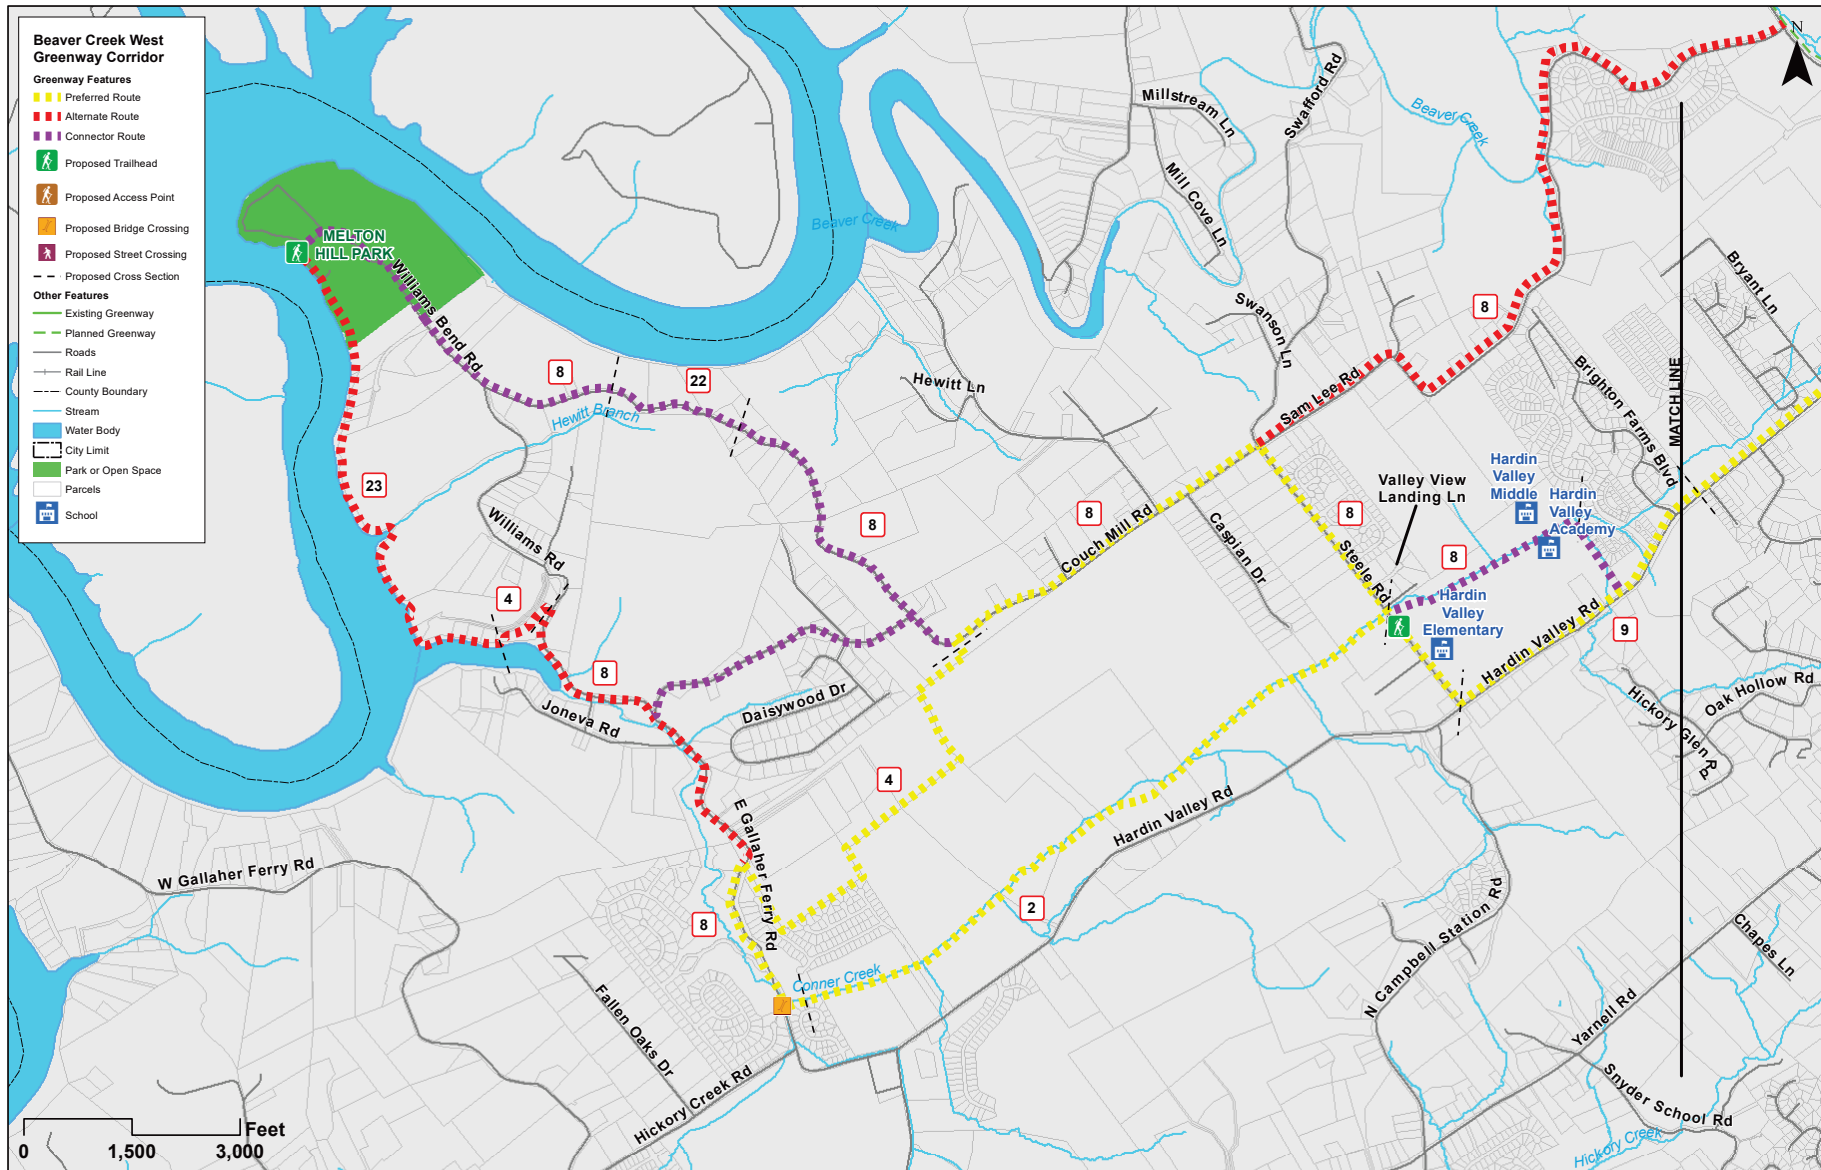 Beaver Creek West
Greenway Corridor
Greenway Features
Preferred Route
Alternate Route
Connector Route
Proposed Trailhead
Proposed Access Point
Proposed Bridge Crossing
Proposed Street Crossing
Proposed Cross Section
Other Features
Existing Greenway
Planned Greenway
Roads
Rail Line
County Boundary
Stream
Water Body
City Limit
Park or Open Space
Parcels
School
N
Millstream Ln
Swafford Rd
Beaver Creek
Mill Cove Ln
Beaver Creek
MELTON
HILL PARK
Williams Bend Rd
Swanson Ln
Bryant Ln
8
8
22
Hewitt Ln
Hewitt Branch
Sam Lee Rd
Brighton Farms Blvd
MATCH LINE
23
Williams Rd
8
8
Couch Mill Rd
Caspian Dr
8
Steele Rd
Valley View
Landing Ln
Hardin
Valley
Middle
Hardin
Valley
Academy
8
Hardin
Valley
Elementary
4
8
9
Hardin Valley Rd
Joneva Rd
Daisywood Dr
Hickory Glen Rd
Oak Hollow Rd
4
E Gallaher Ferry Rd
Hardin Valley Rd
W Gallaher Ferry Rd
8
2
N Campbell Station Rd
Chapes Ln
Conner Creek
Fallen Oaks Dr
Yarnell Rd
Hickory Creek Rd
Snyder School Rd
Hickory Creek
0
1,500
3,000
Feet